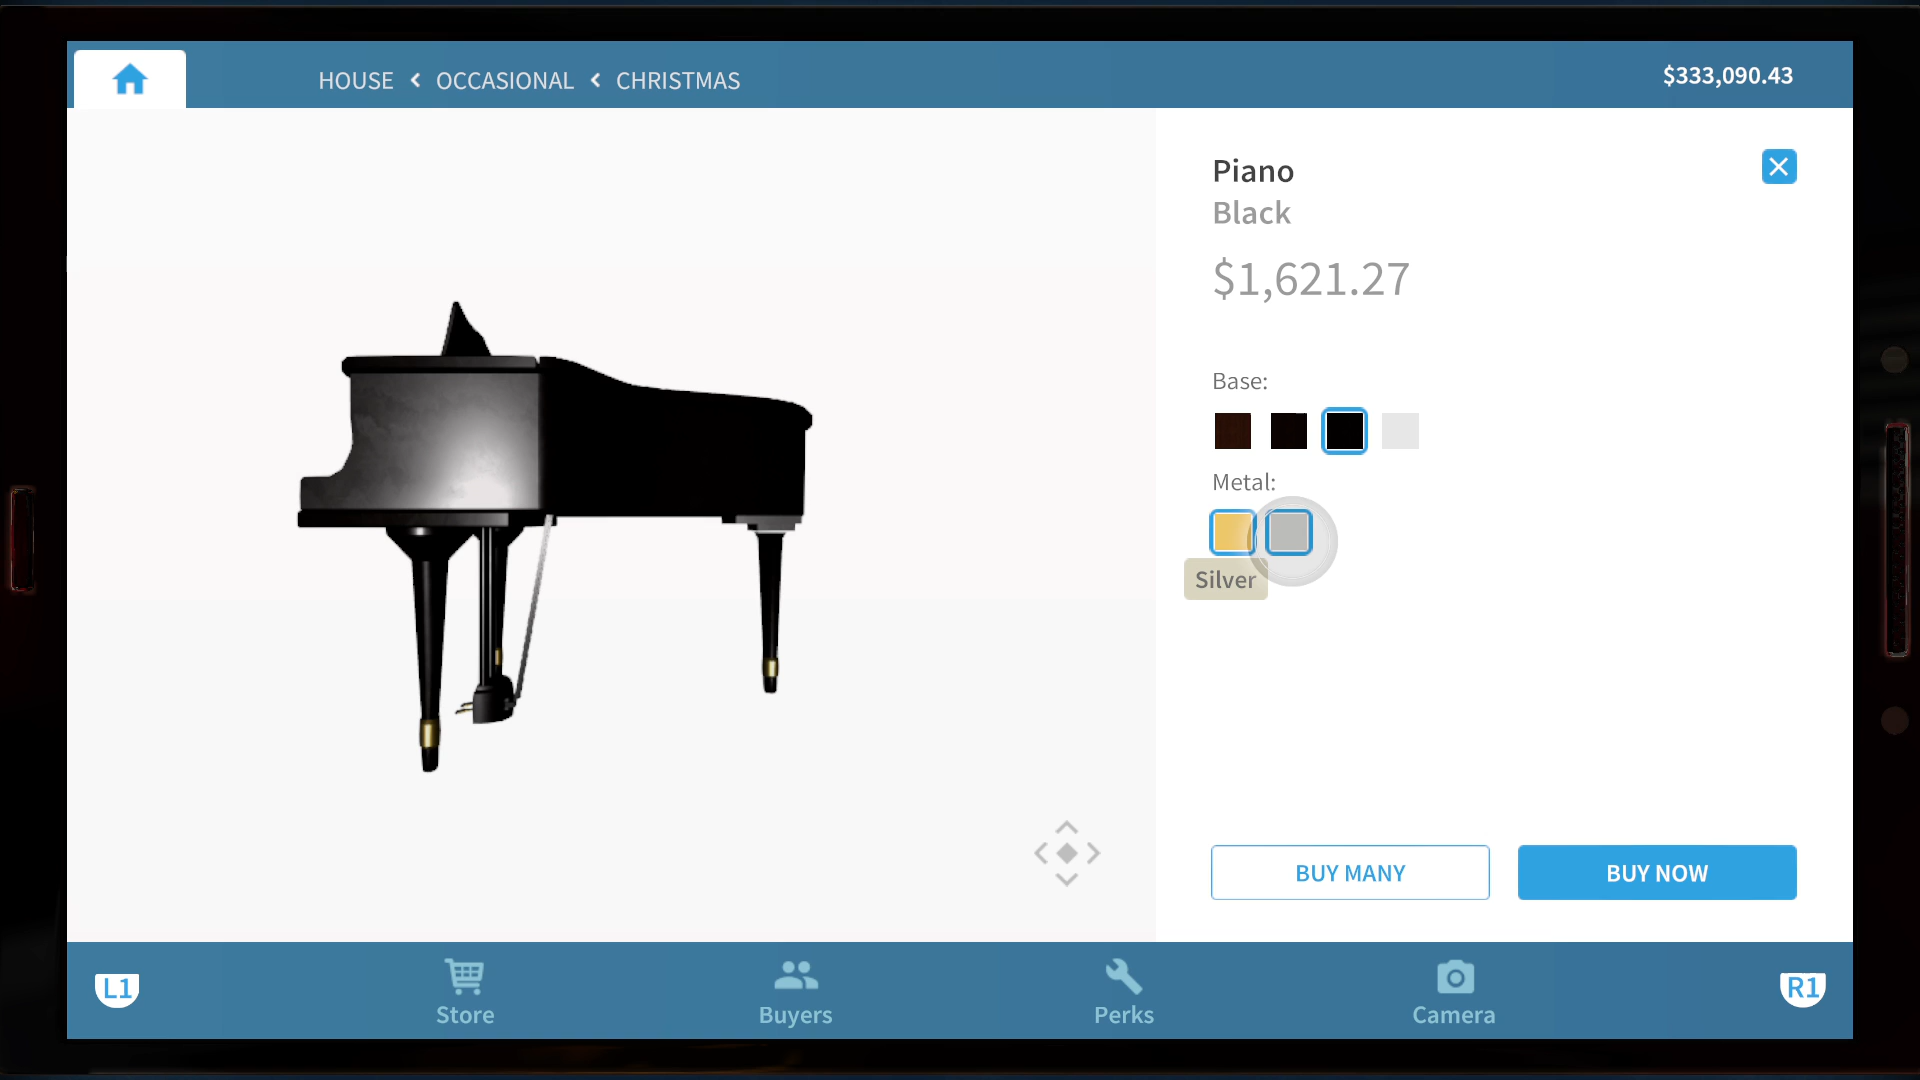 HOUSE < OCCASIONAL < CHRISTMAS
$333,090.43
Piano
Black
$1,621.27
Base:
Metal:
Silver
BUY MANY
BUY NOW
L1
Store
Buyers
Perks
Camera
R1